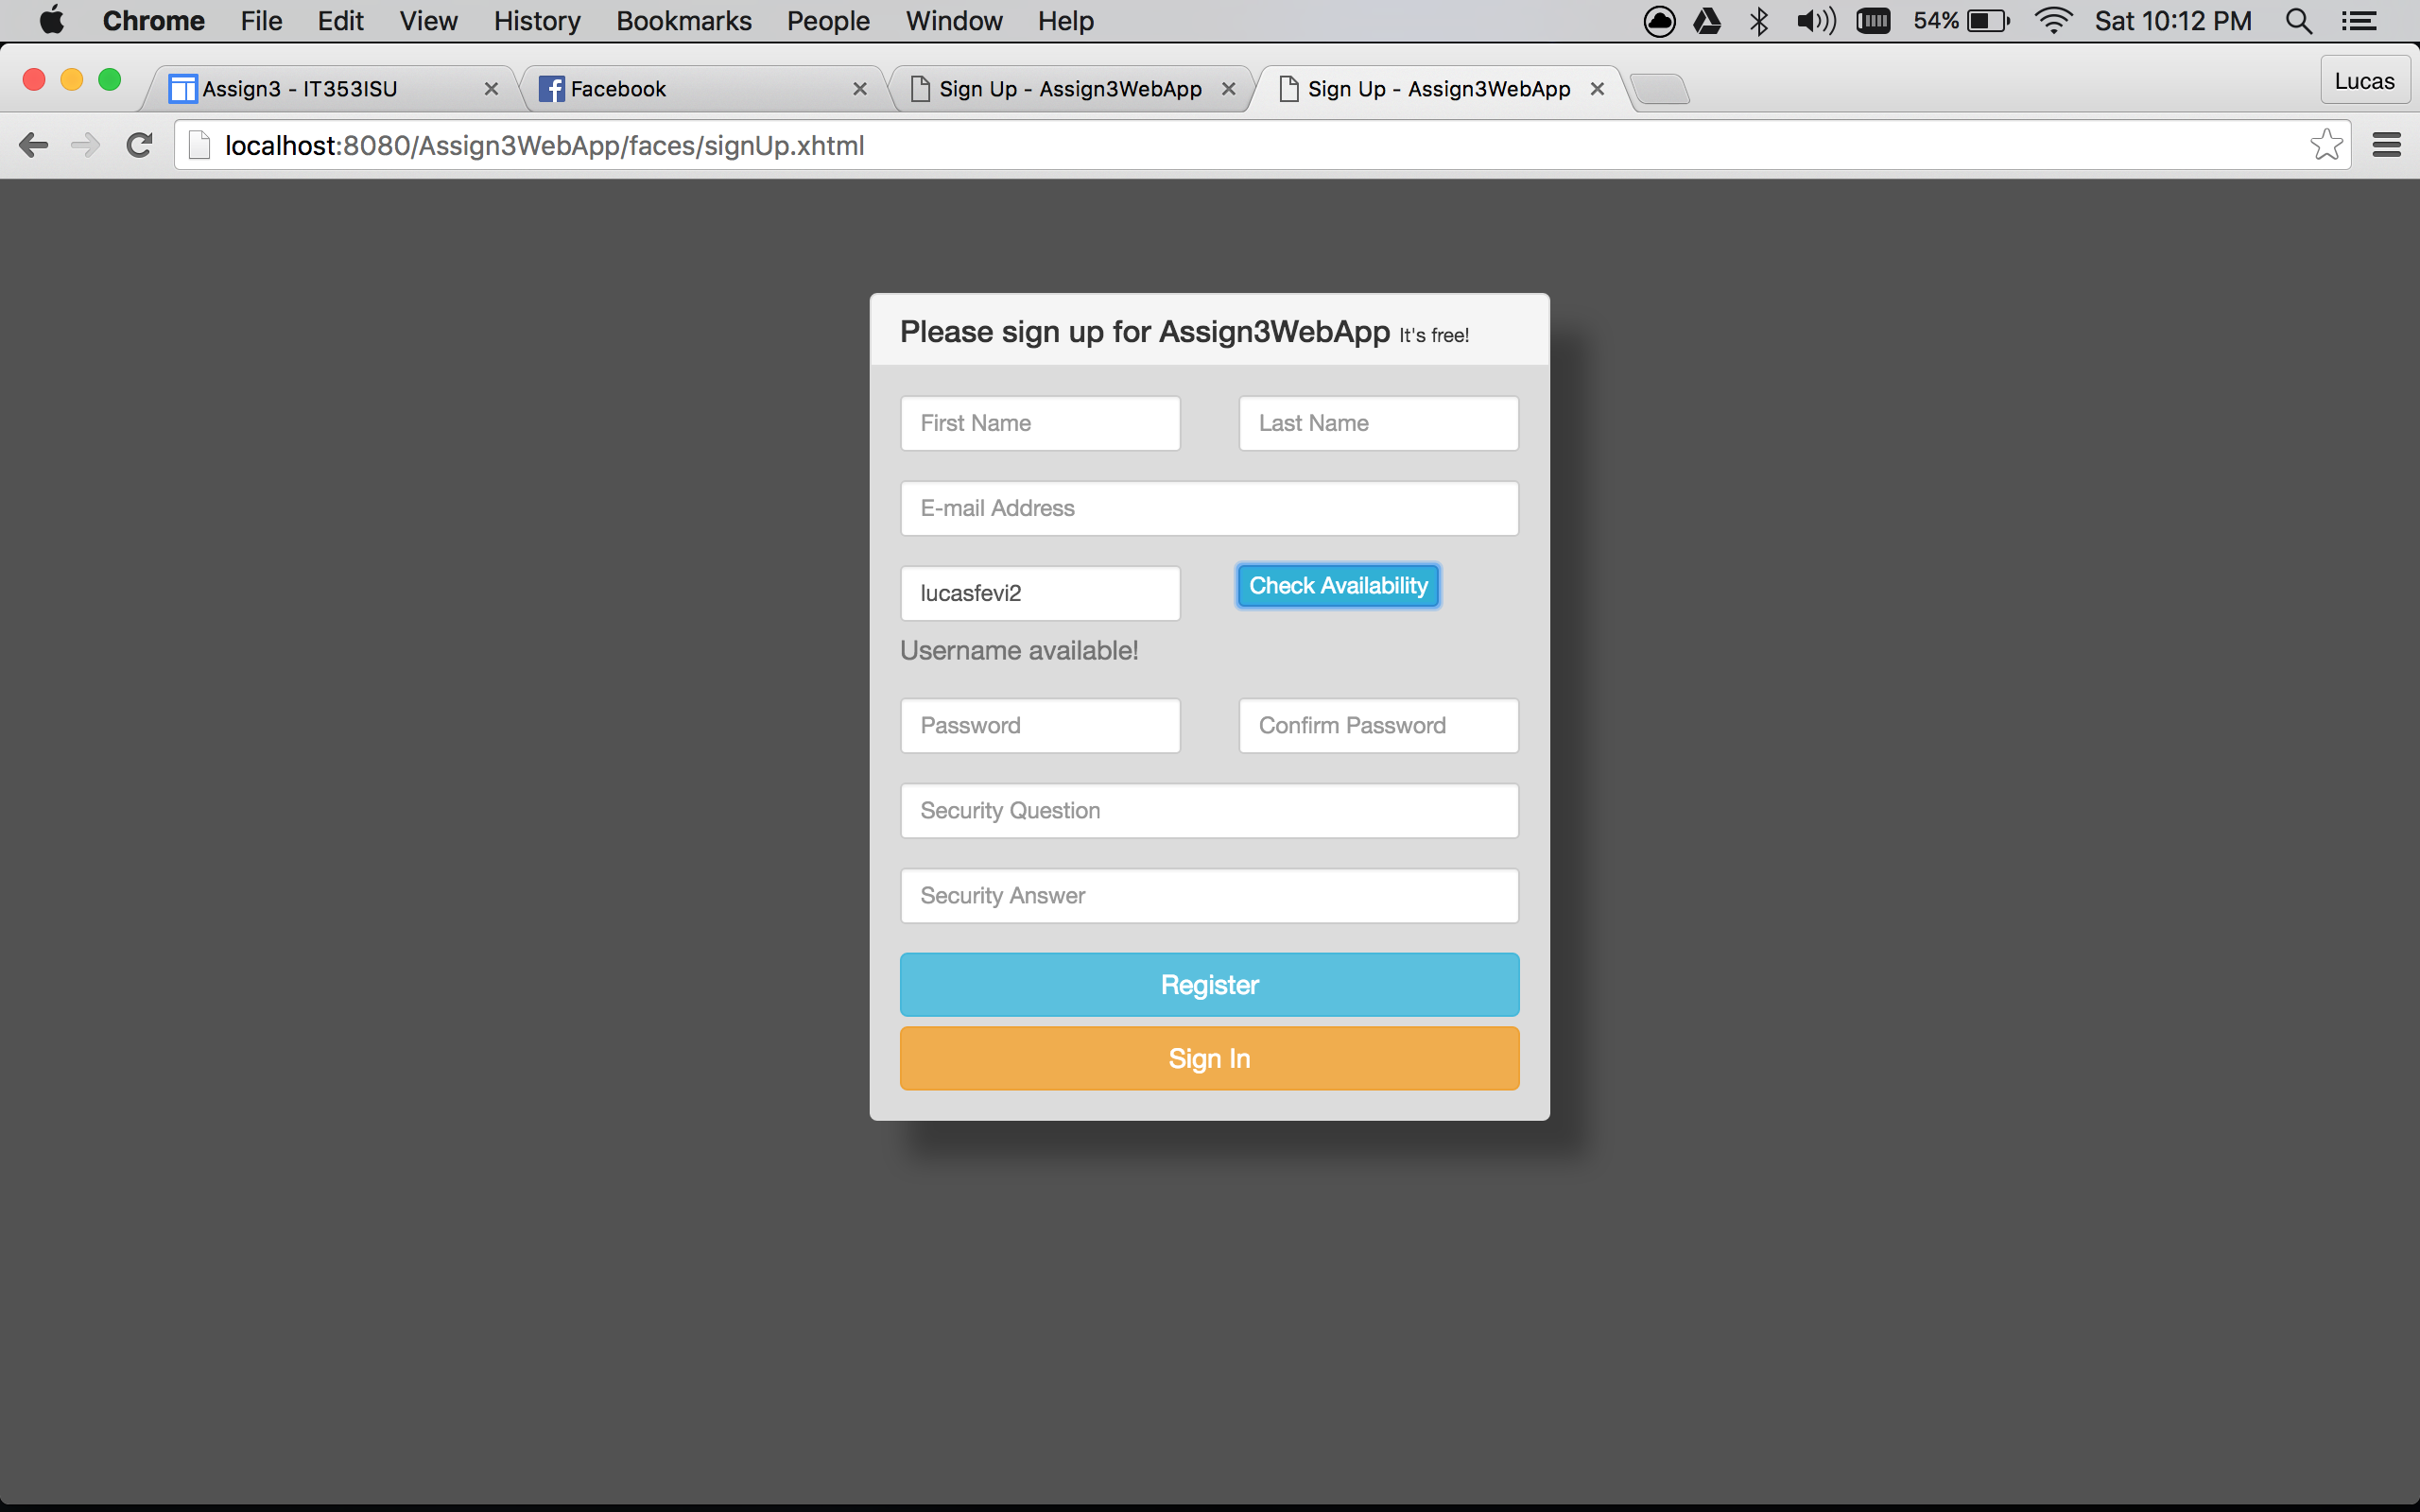 Chrome File Edit View History Bookmarks People Window Help 54% Sat 10:12 PM
Assign3 - IT353ISU Facebook Sign Up - Assign3WebApp Sign Up - Assign3WebApp Lucas
localhost:8080/Assign3WebApp/faces/signUp.xhtml
Please sign up for Assign3WebApp It's free!
First Name Last Name
E-mail Address
lucasfevi2 Check Availability
Username available!
Password Confirm Password
Security Question
Security Answer
Register
Sign In